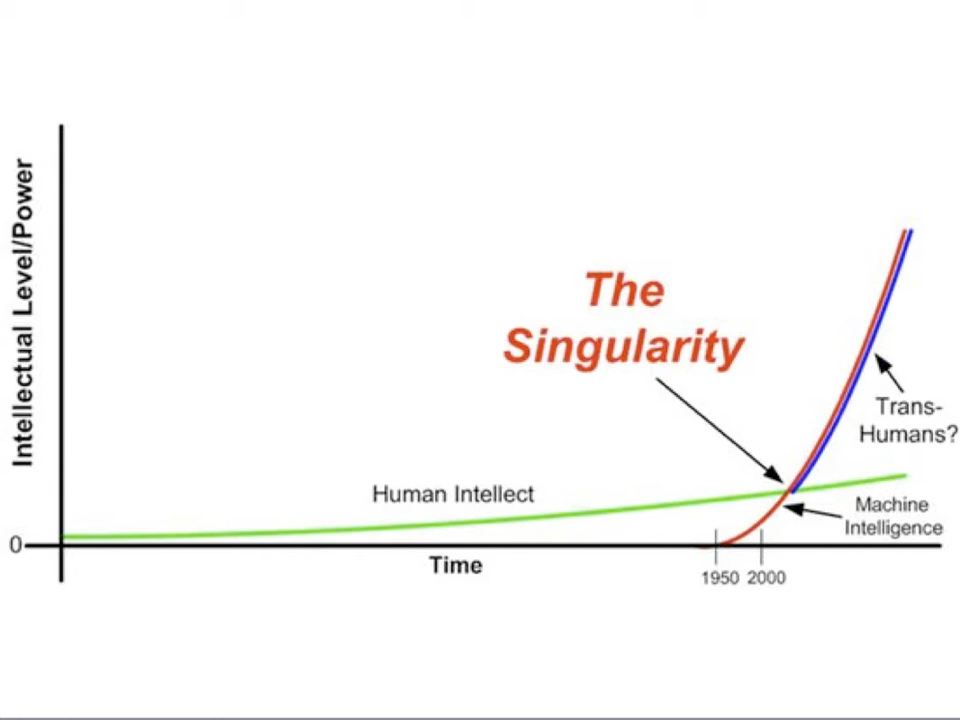 Intellectual Level/Power
The
Singularity
Trans-
Humans?
Human Intellect
Machine
Intelligence
0
Time
1950 2000